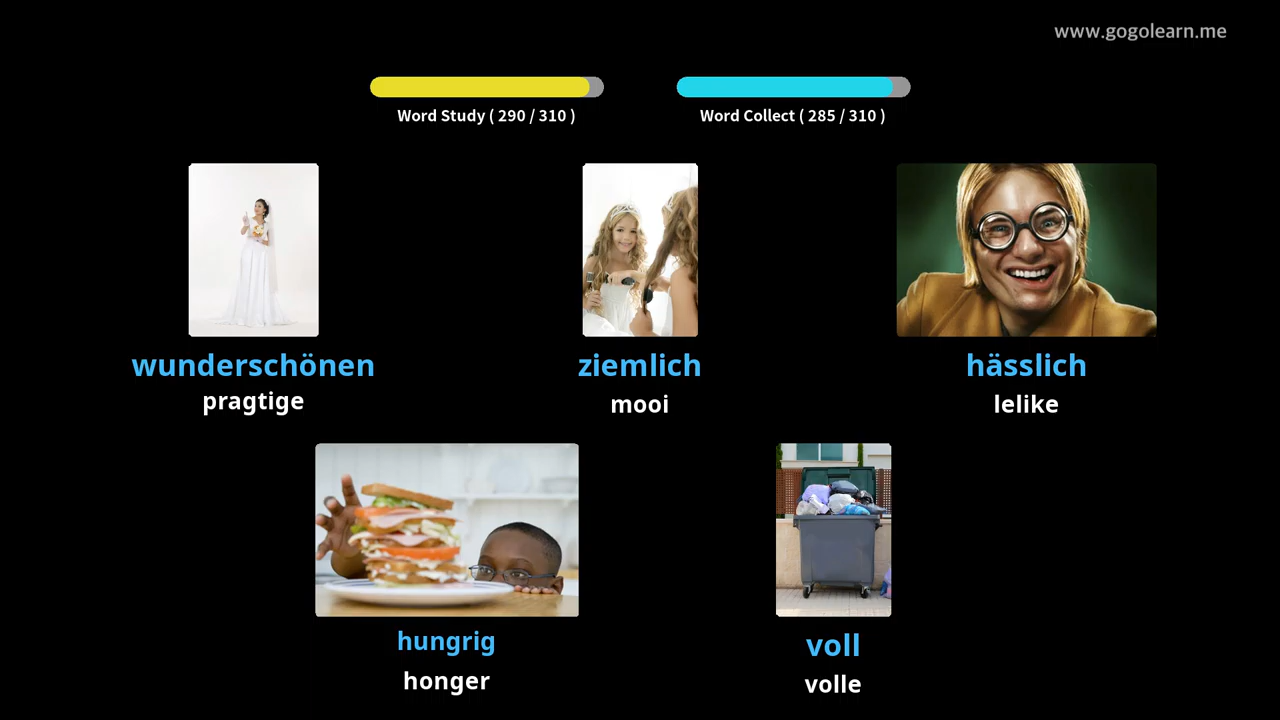 www.gogolearn.me
Word Study ( 290 / 310 )
Word Collect ( 285 / 310 )
wunderschönen
pragtige
ziemlich
mooi
hässlich
lelike
hungrig
honger
voll
volle